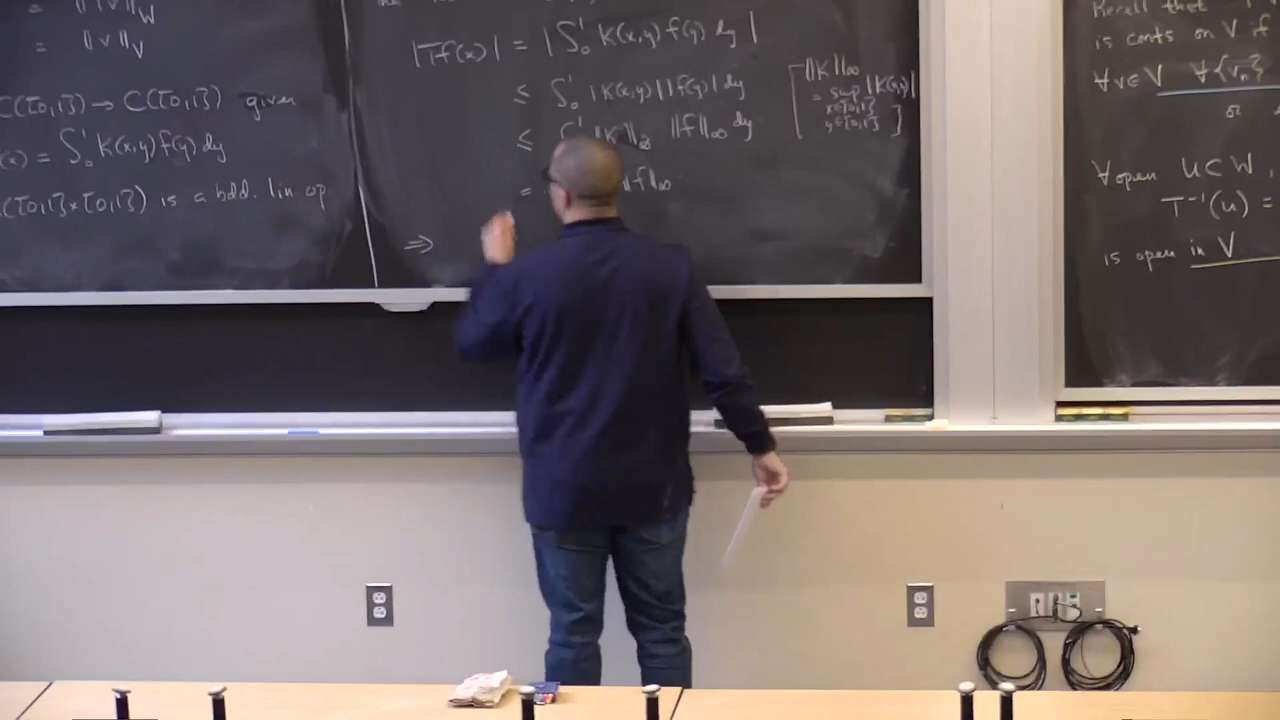 = ‖v‖_W
= ‖v‖_V
C([0,1]) → C([0,1]) given
(x) = ∫₀¹ K(x,y) f(y) dy
C([0,1]×[0,1]) is a bdd. lin op
|Tf(x)| = |∫₀¹ K(x,y) f(y) dy|
≤ ∫₀¹ |K(x,y)| |f(y)| dy
≤ ∫₀¹ ‖K‖_∞ ‖f‖_∞ dy
= ‖f‖_∞
⇒
[‖K‖_∞
= sup |K(x,y)|
x∈[0,1]
y∈[0,1] ]
Recall that
is conts on V if
∀v∈V ∀{v_n}
or
∀open U⊂W,
T⁻¹(u) =
is open in V